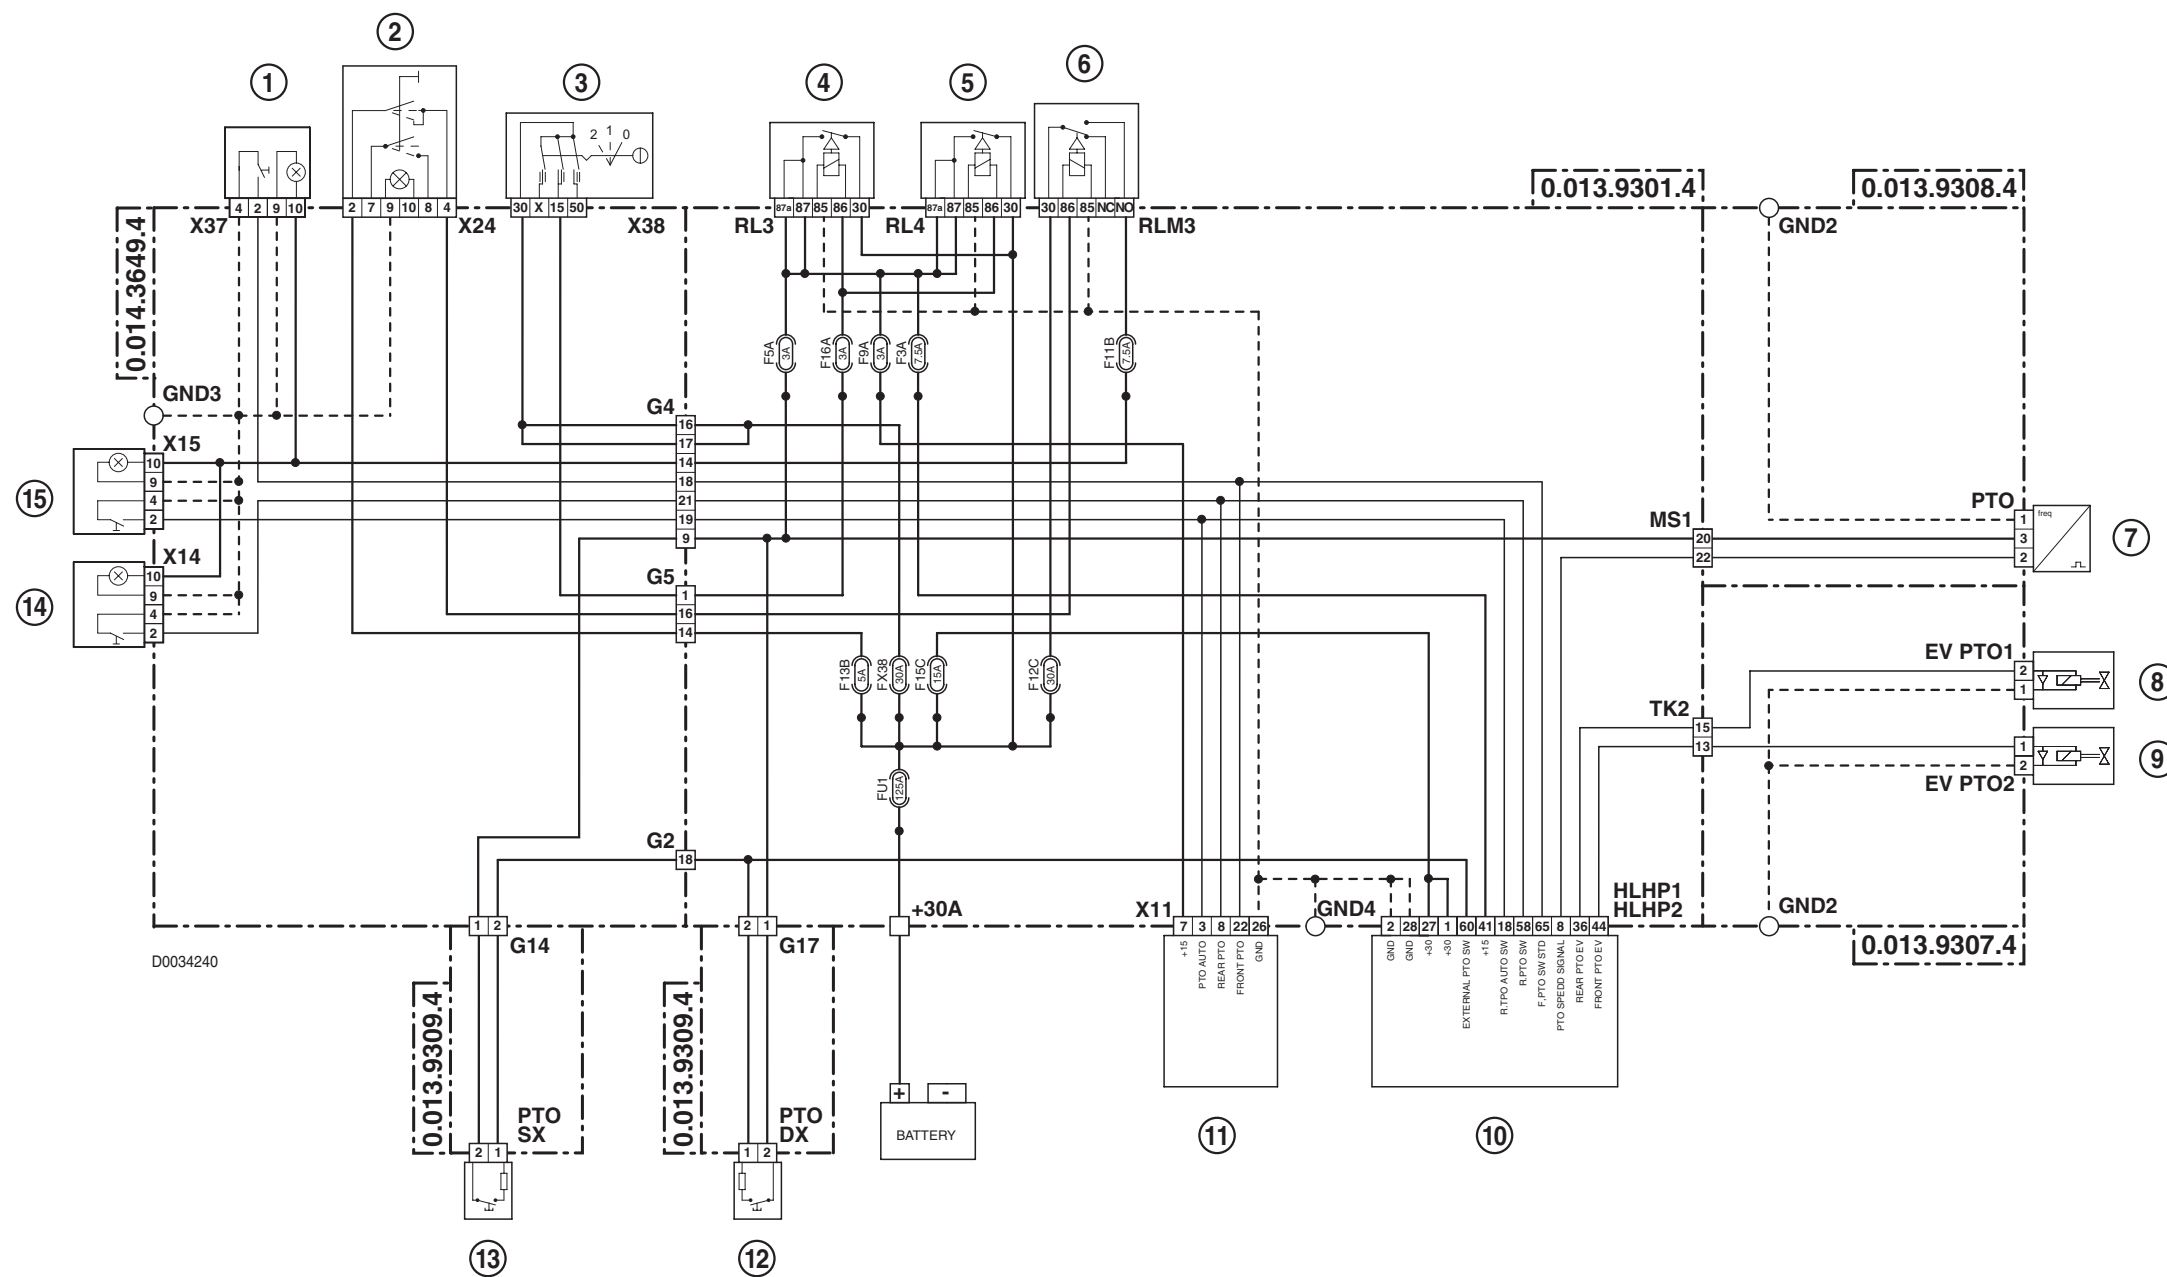 2
6
1
3
4
5
2 1 0
0.013.9301.4
0.013.9308.4
4 2 9 10
2 7 9 10 8 4
30 X 15 50
87a 87 85 86 30
87a 87 85 86 30
30 86 85 NC NO
X37
X24
X38
RL3
RL4
RLM3
GND2
0.014.3649.4
F5A
3A
F16A
3A
F9A
3A
F3A
7.5A
F11B
7.5A
GND3
G4
16
17
14
18
21
19
9
X15
10
9
4
2
15
PTO
1
3
2
freq
7
MS1
20
22
X14
10
9
4
2
14
G5
1
16
14
F13B
5A
FX38
30A
F15C
15A
F12C
30A
EV PTO1
2
1
8
TK2
15
13
1
2
9
EV PTO2
FU1
125A
G2
18
HLHP1
HLHP2
+30A
X11
GND4
GND2
1 2
G14
2 1
G17
7 3 8 22 26
2 28 27 1 60 41 18 58 65 8 36 44
0.013.9307.4
D0034240
+15
PTO AUTO
REAR PTO
FRONT PTO
GND
GND
GND
+30
+30
EXTERNAL PTO SW
+15
R.TPO AUTO SW
R.PTO SW
F.PTO SW STD
PTO SPEDD SIGNAL
REAR PTO EV
FRONT PTO EV
0.013.9309.4
0.013.9309.4
PTO
SX
PTO
DX
+ -
BATTERY
2 1
1 2
11
10
13
12